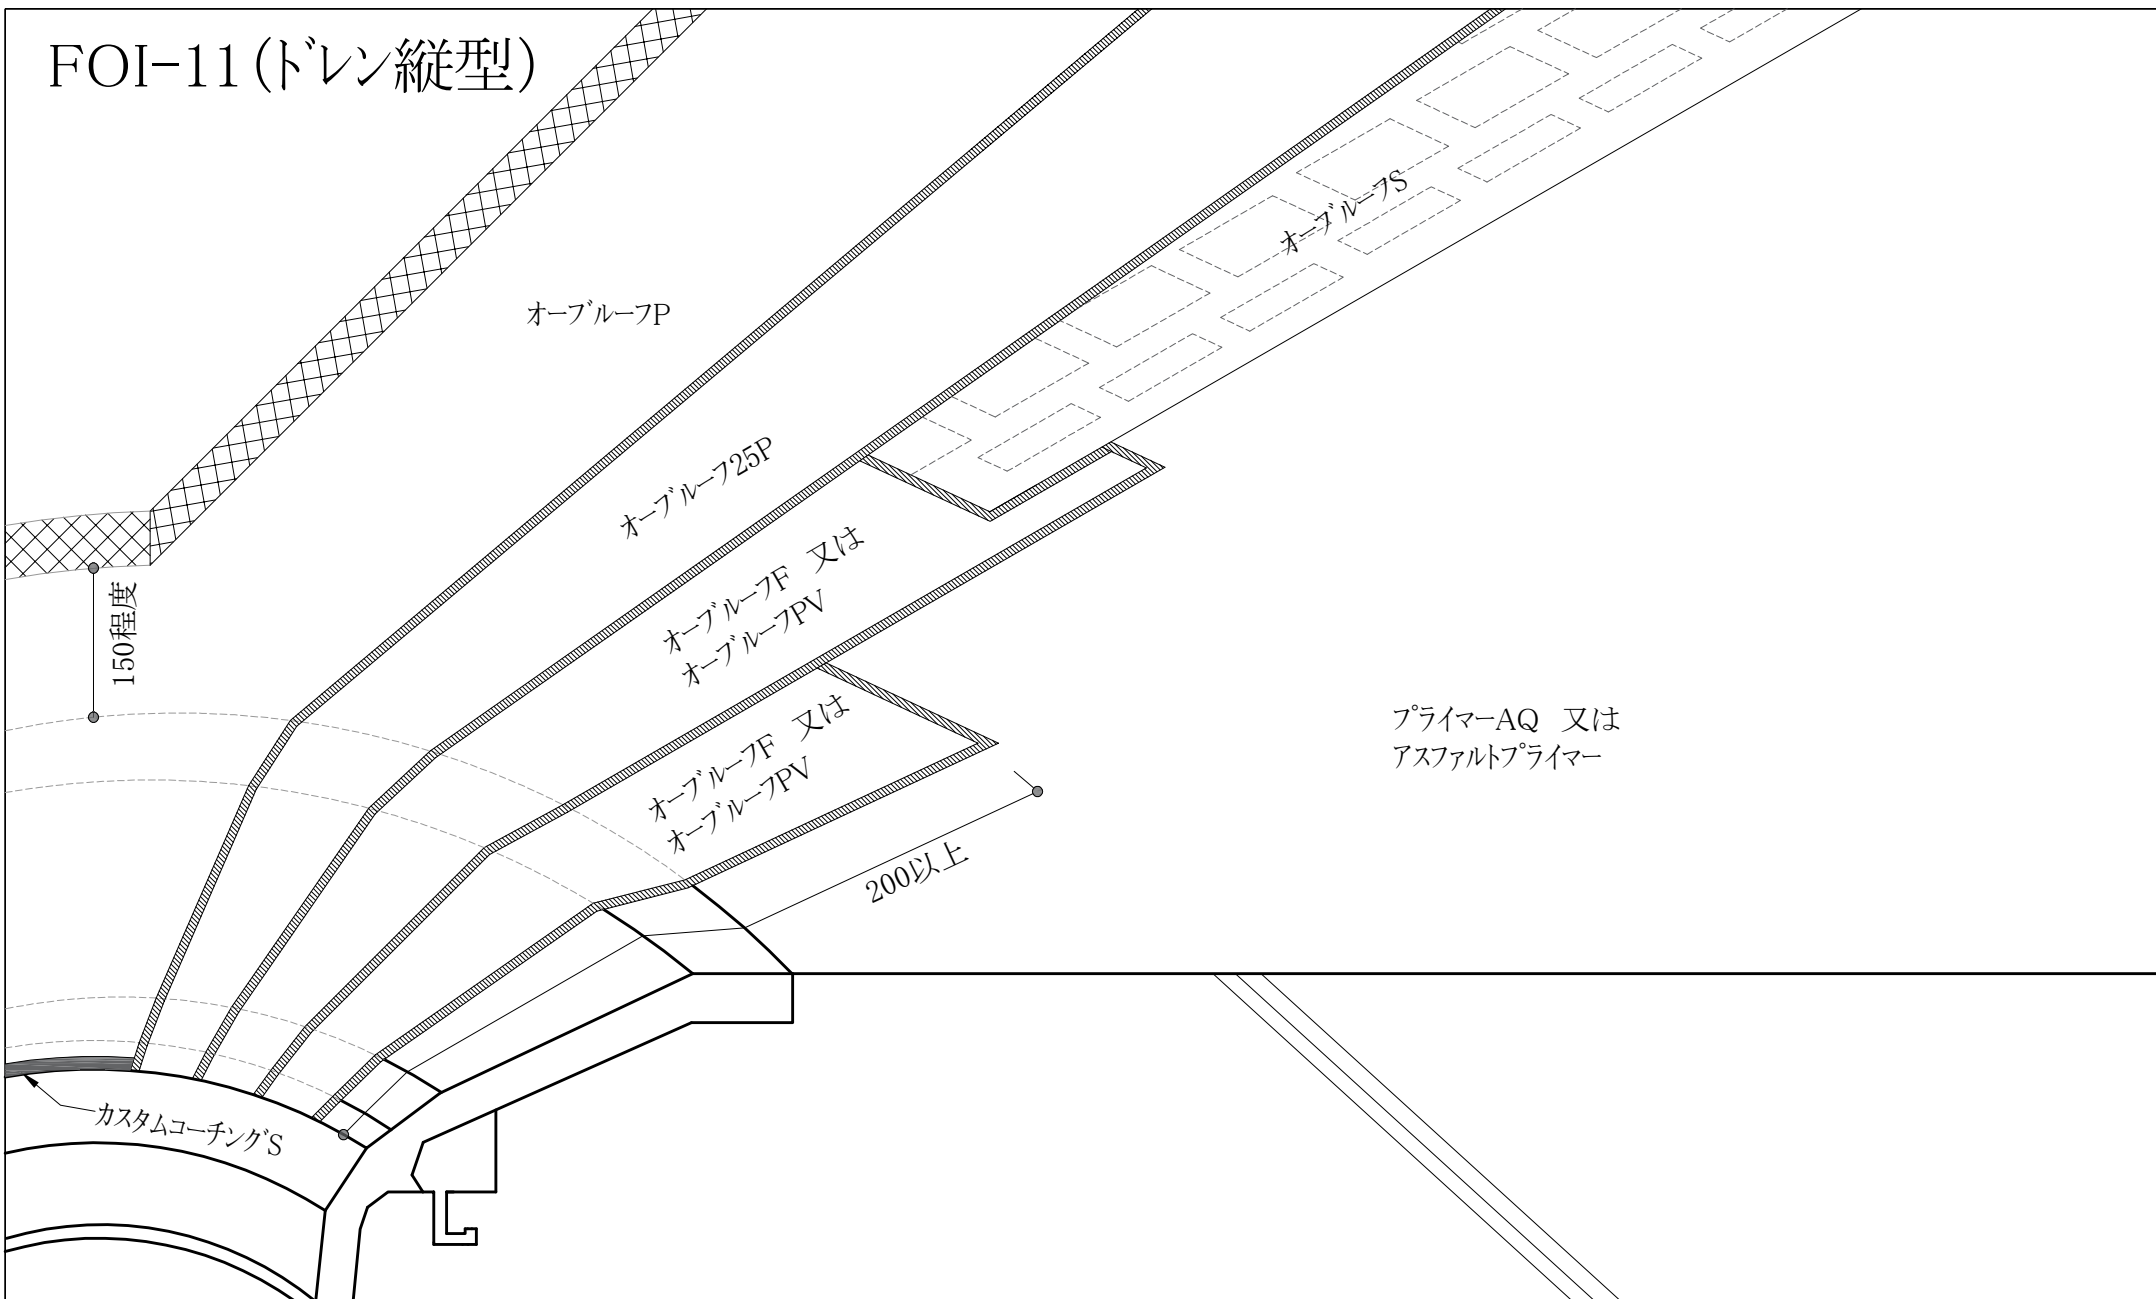 FOI-11(ドレン縦型)
オーブルーフS
オーブルーフP
オーブルーフ25P
オーブルーフF 又は
オーブルーフPV
150程度
オーブルーフF 又は
オーブルーフPV
プライマーAQ 又は
アスファルトプライマー
200以上
カスタムコーチングS